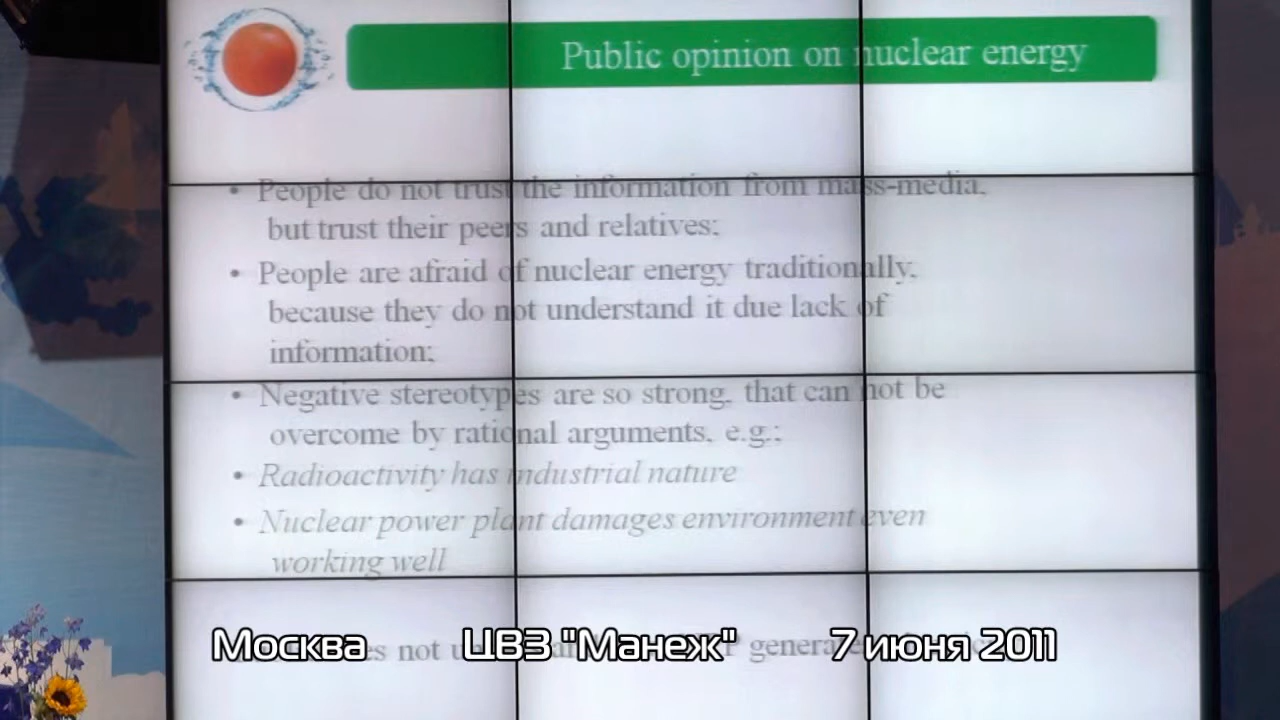 Public opinion on nuclear energy
• People do not trust the information from mass-media,
but trust their peers and relatives;
• People are afraid of nuclear energy traditionally,
because they do not understand it due lack of
information;
• Negative stereotypes are so strong, that can not be
overcome by rational arguments, e.g.:
• Radioactivity has industrial nature
• Nuclear power plant damages environment even
working well
not
Москва ЦВЗ "Манеж" 7 июня 2011